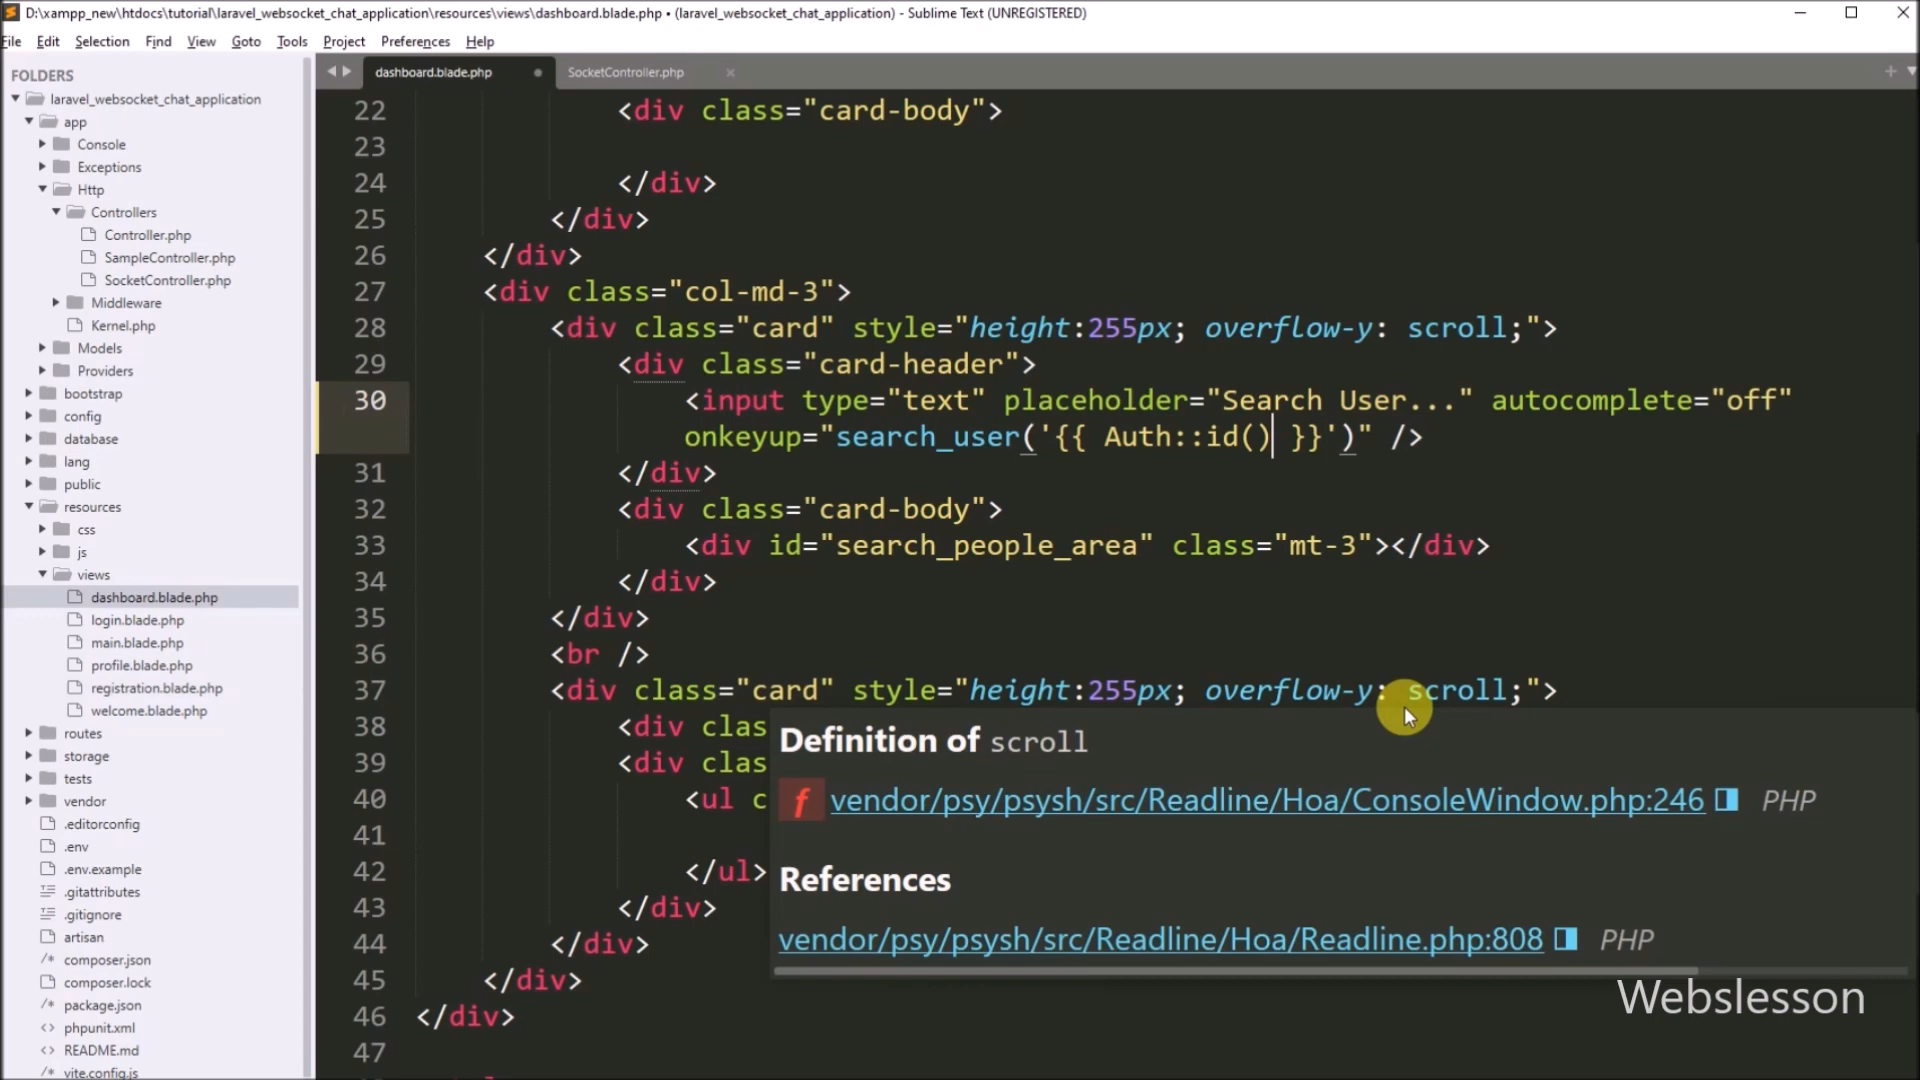 D:\xampp_new\htdocs\tutorial\laravel_websocket_chat_application\resources\views\dashboard.blade.php • (laravel_websocket_chat_application) - Sublime Text (UNREGISTERED)
File Edit Selection Find View Goto Tools Project Preferences Help
FOLDERS
laravel_websocket_chat_application
app
Console
Exceptions
Http
Controllers
Controller.php
SampleController.php
SocketController.php
Middleware
Kernel.php
Models
Providers
bootstrap
config
database
lang
public
resources
css
js
views
dashboard.blade.php
login.blade.php
main.blade.php
profile.blade.php
registration.blade.php
welcome.blade.php
routes
storage
tests
vendor
.editorconfig
.env
.env.example
.gitattributes
.gitignore
artisan
composer.json
composer.lock
package.json
phpunit.xml
README.md
vite.config.js
dashboard.blade.php SocketController.php
22 <div class="card-body">
23
24 </div>
25 </div>
26 </div>
27 <div class="col-md-3">
28 <div class="card" style="height:255px; overflow-y: scroll;">
29 <div class="card-header">
30 <input type="text" placeholder="Search User..." autocomplete="off"
onkeyup="search_user('{{ Auth::id() }}')" />
31 </div>
32 <div class="card-body">
33 <div id="search_people_area" class="mt-3"></div>
34 </div>
35 </div>
36 <br />
37 <div class="card" style="height:255px; overflow-y: scroll;">
38 <div clas
39 <div clas
40 <ul c
41
42 </ul>
43 </div>
44 </div>
45 </div>
46 </div>
47
Definition of scroll
f vendor/psy/psysh/src/Readline/Hoa/ConsoleWindow.php:246 PHP
References
vendor/psy/psysh/src/Readline/Hoa/Readline.php:808 PHP
Webslesson